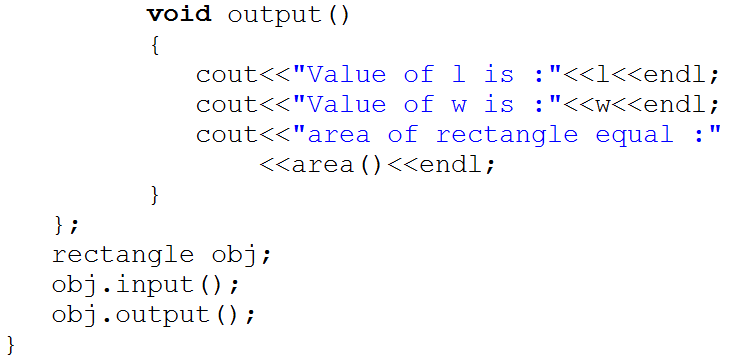 void output()
{
cout<<"Value of l is :"<<l<<endl;
cout<<"Value of w is :"<<w<<endl;
cout<<"area of rectangle equal :"
<<area()<<endl;
}
};
rectangle obj;
obj.input();
obj.output();
}